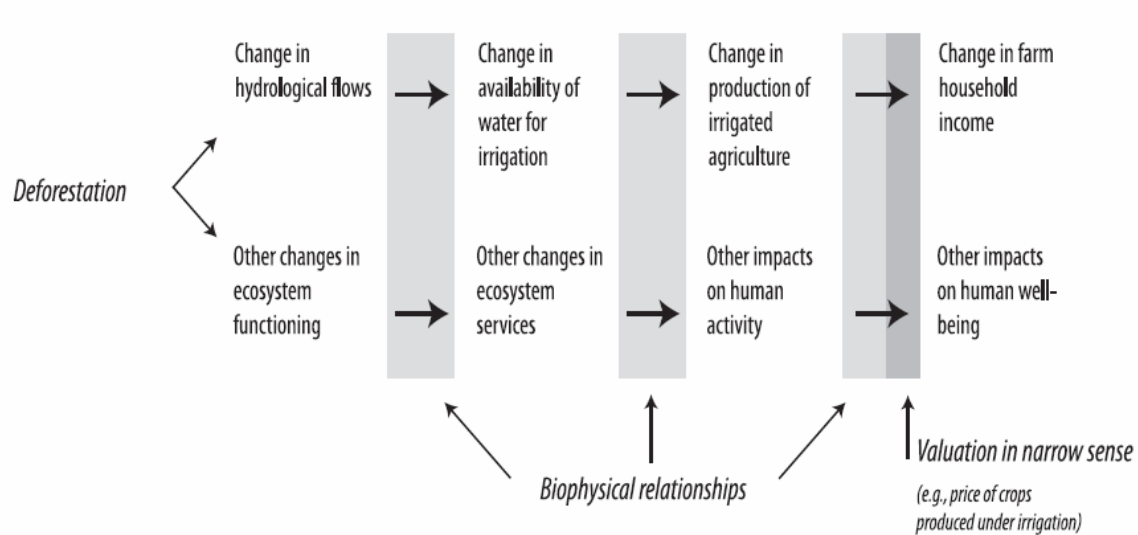 Deforestation
Change in
hydrological flows
Change in
availability of
water for
irrigation
Change in
production of
irrigated
agriculture
Change in farm
household
income
Other changes in
ecosystem
functioning
Other changes in
ecosystem
services
Other impacts
on human
activity
Other impacts
on human well-
being
Biophysical relationships
Valuation in narrow sense
(e.g., price of crops
produced under irrigation)